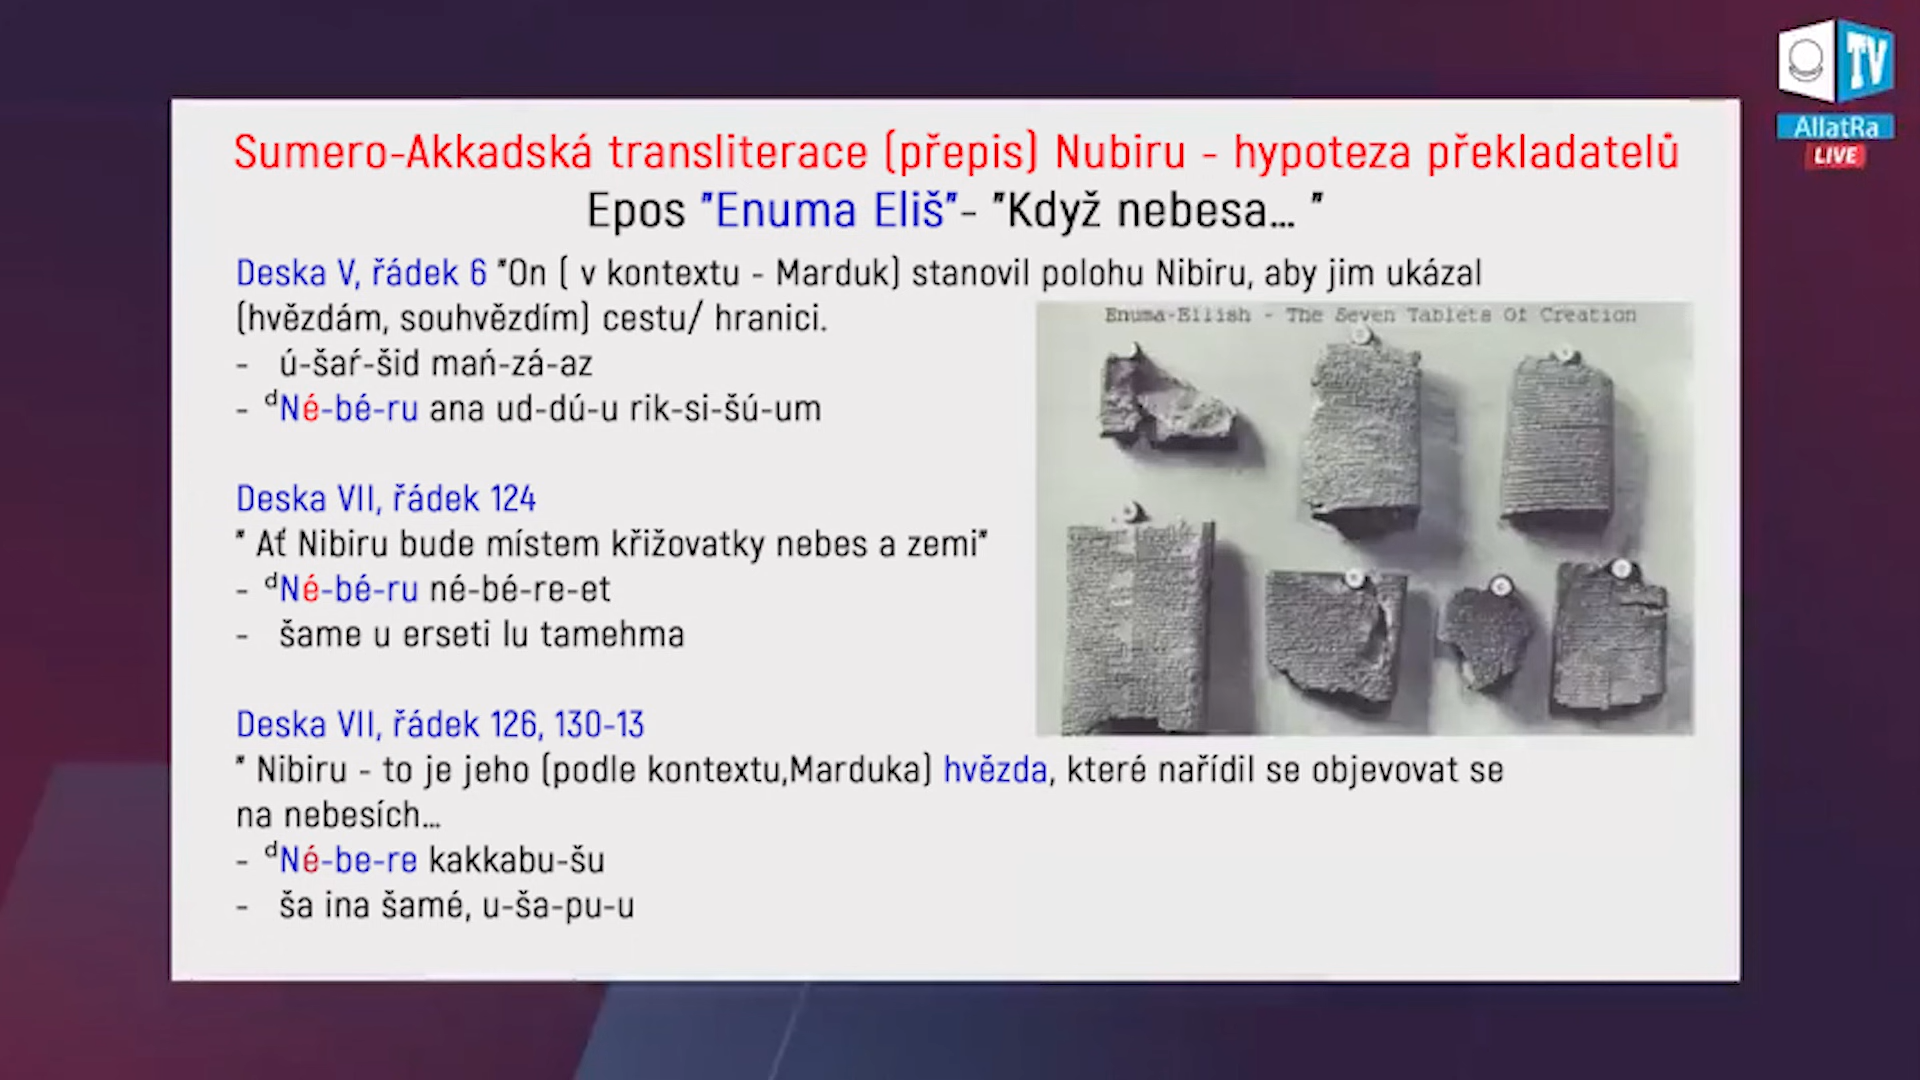 Sumero-Akkadská transliterace (přepis) Nubiru - hypoteza překladatelů
Epos "Enuma Eliš"- "Když nebesa... "
Deska V, řádek 6 "On ( v kontextu - Marduk) stanovil polohu Nibiru, aby jim ukázal
(hvězdám, souhvězdím) cestu/ hranici.
- ú-šaŕ-šid mań-zá-az
- ᵈNé-bé-ru ana ud-dú-u rik-si-šú-um
Deska VII, řádek 124
" Ať Nibiru bude místem křižovatky nebes a zemi"
- ᵈNé-bé-ru né-bé-re-et
- šame u erseti lu tamehma
Deska VII, řádek 126, 130-13
" Nibiru - to je jeho (podle kontextu,Marduka) hvězda, které nařídil se objevovat se
na nebesích...
- ᵈNé-be-re kakkabu-šu
- ša ina šamé, u-ša-pu-u
Enuma-Ellish - The Seven Tablets Of Creation
TV
AllatRa
LIVE